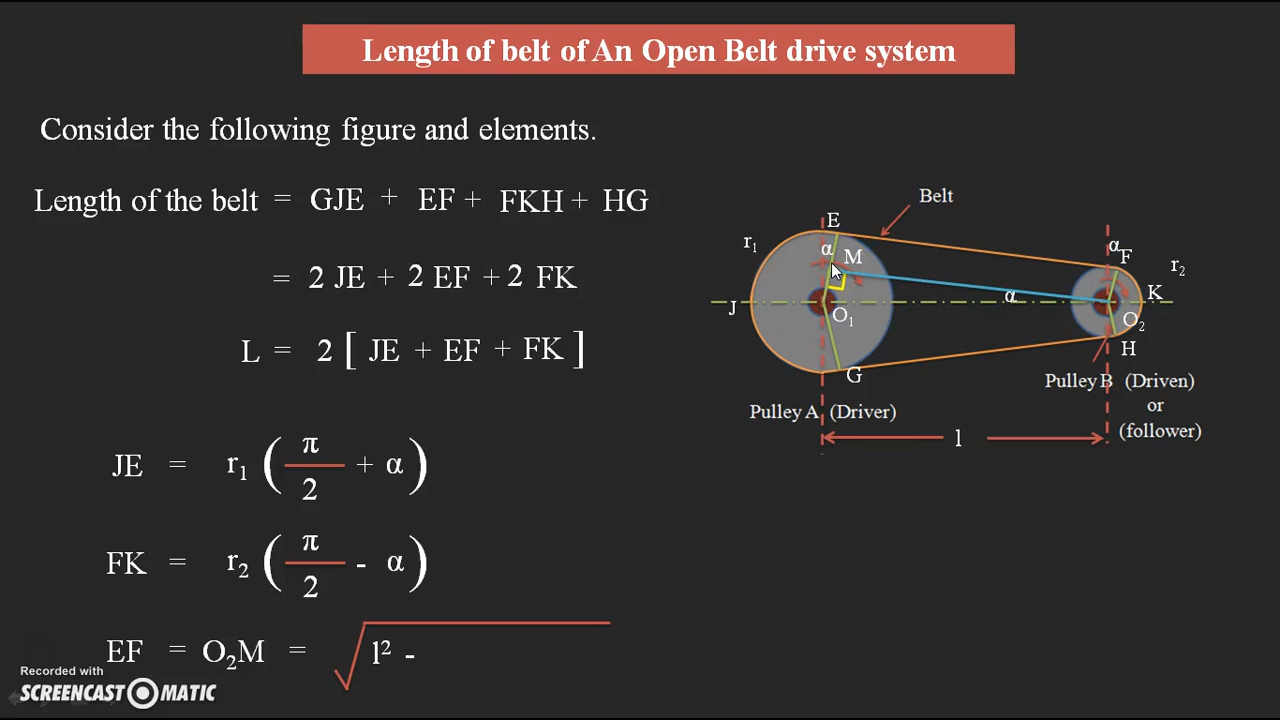 Length of belt of An Open Belt drive system
Consider the following figure and elements.
Length of the belt = GJE + EF + FKH + HG
= 2 JE + 2 EF + 2 FK
L = 2 [ JE + EF + FK ]
JE = r₁ ( π/2 + α )
FK = r₂ ( π/2 - α )
EF = O₂M = √ l² -
Belt
E
r₁
α
M
α
F
r₂
J
O₁
α
K
O₂
G
H
Pulley A (Driver)
Pulley B (Driven)
or
(follower)
l
Recorded with
SCREENCAST MATIC